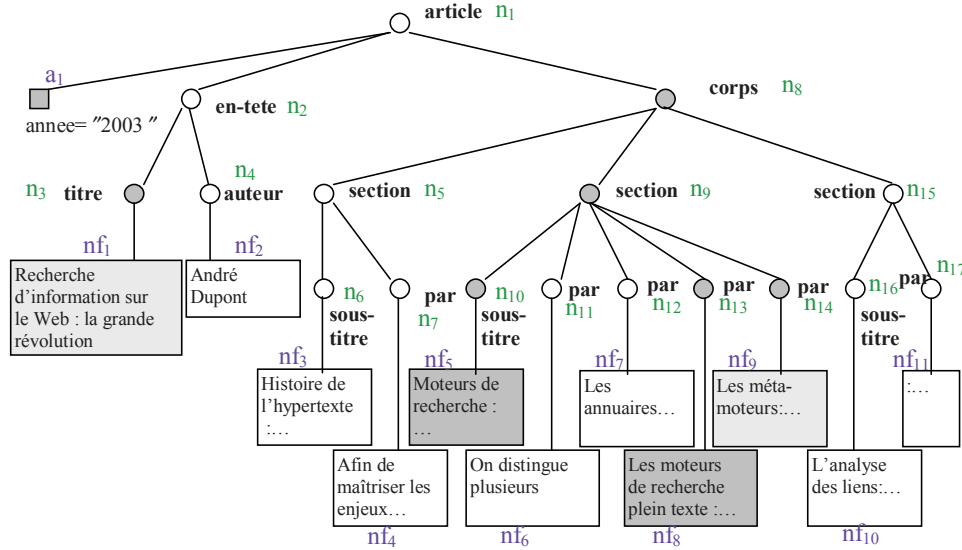 article n1
a1
annee= "2003 "
en-tete n2
corps n8
n3 titre
n4
auteur
section n5
section n9
section n15
nf1
nf2
Recherche
d'information sur
le Web : la grande
révolution
André
Dupont
n6
sous-
titre
par
n7
n10
sous-
titre
par
n11
par
n12
par
n13
par
n14
n16
sous-
titre
par
n17
nf3
nf5
nf7
nf9
nf11
Histoire de
l'hypertexte
:…
Moteurs de
recherche :
…
Les
annuaires…
Les méta-
moteurs:…
:…
Afin de
maîtriser les
enjeux…
On distingue
plusieurs
Les moteurs
de recherche
plein texte :…
L'analyse
des liens:…
nf4
nf6
nf8
nf10